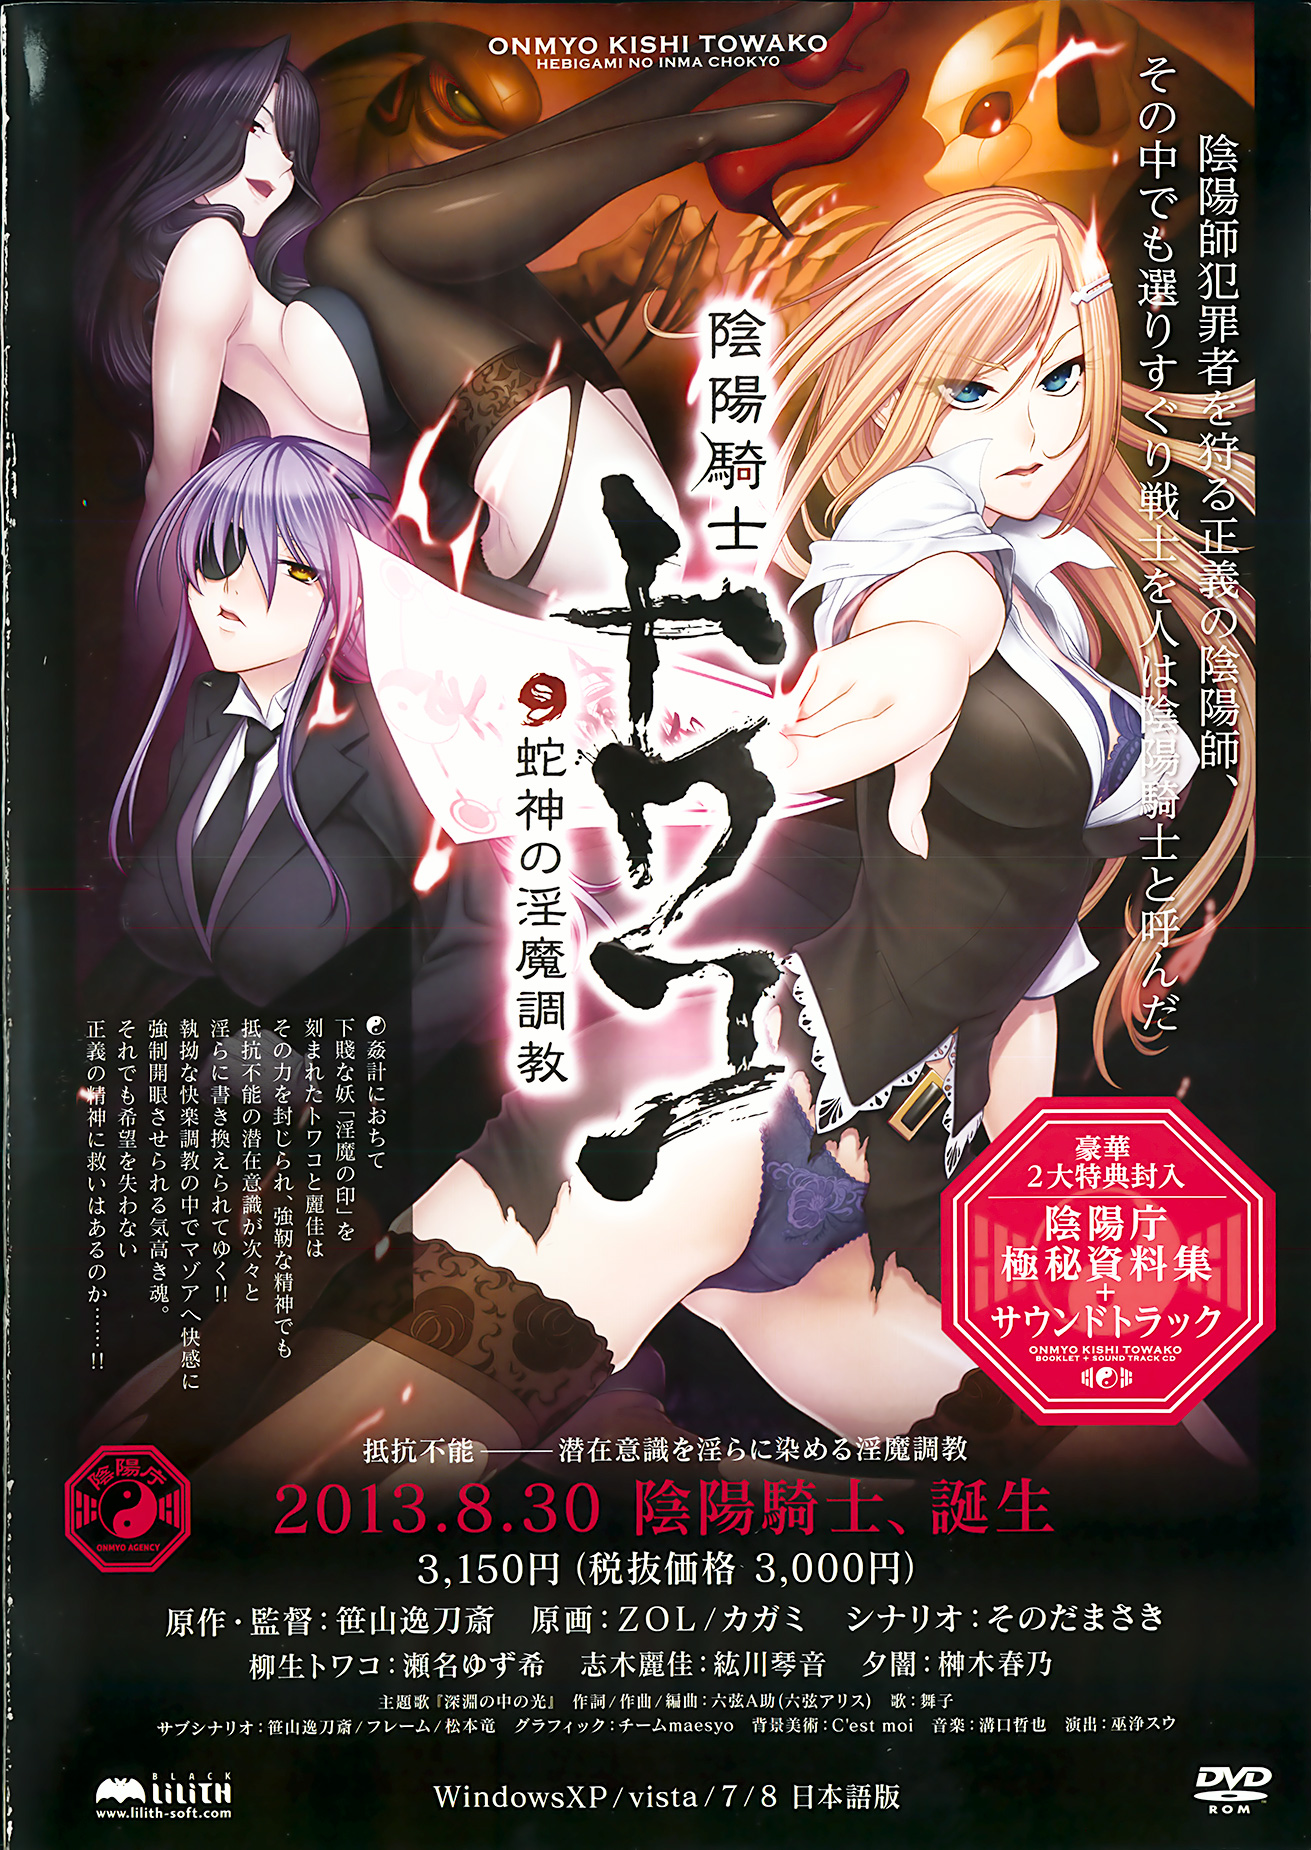 ONMYO KISHI TOWAKO
HEBIGAMI NO INMA CHOKYO
陰陽師犯罪者を狩る正義の陰陽師、
その中でも選りすぐり戦士を人は陰陽騎士と呼んだ
陰陽騎士
トワコ
蛇神の淫魔調教
姦計におちて
下賤な妖「淫魔の印」を
刻まれたトワコと麗佳は
その力を封じられ、強靭な精神でも
抵抗不能の潜在意識が次々と
淫らに書き換えられてゆく!!
執拗な快楽調教の中でマゾアヘ快感に
強制開眼させられる気高き魂。
それでも希望を失わない
正義の精神に救いはあるのか……!!
豪華
2大特典封入
陰陽庁
極秘資料集
+
サウンドトラック
ONMYO KISHI TOWAKO
BOOKLET + SOUND TRACK CD
陰陽庁
ONMYO AGENCY
抵抗不能――潜在意識を淫らに染める淫魔調教
2013.8.30 陰陽騎士、誕生
3,150円(税抜価格 3,000円)
原作・監督:笹山逸刀斎 原画:ZOL/カガミ シナリオ:そのだまさき
柳生トワコ:瀬名ゆず希 志木麗佳:紘川琴音 夕闇:榊木春乃
主題歌『深淵の中の光』 作詞/作曲/編曲:六弦A助(六弦アリス) 歌:舞子
サブシナリオ:笹山逸刀斎/フレーム/松本竜 グラフィック:チームmaesyo 背景美術:C'est moi 音楽:溝口哲也 演出:巫浄スウ
BLACK
LiLiTH
www.lilith-soft.com
WindowsXP/vista/7/8 日本語版
DVD
ROM